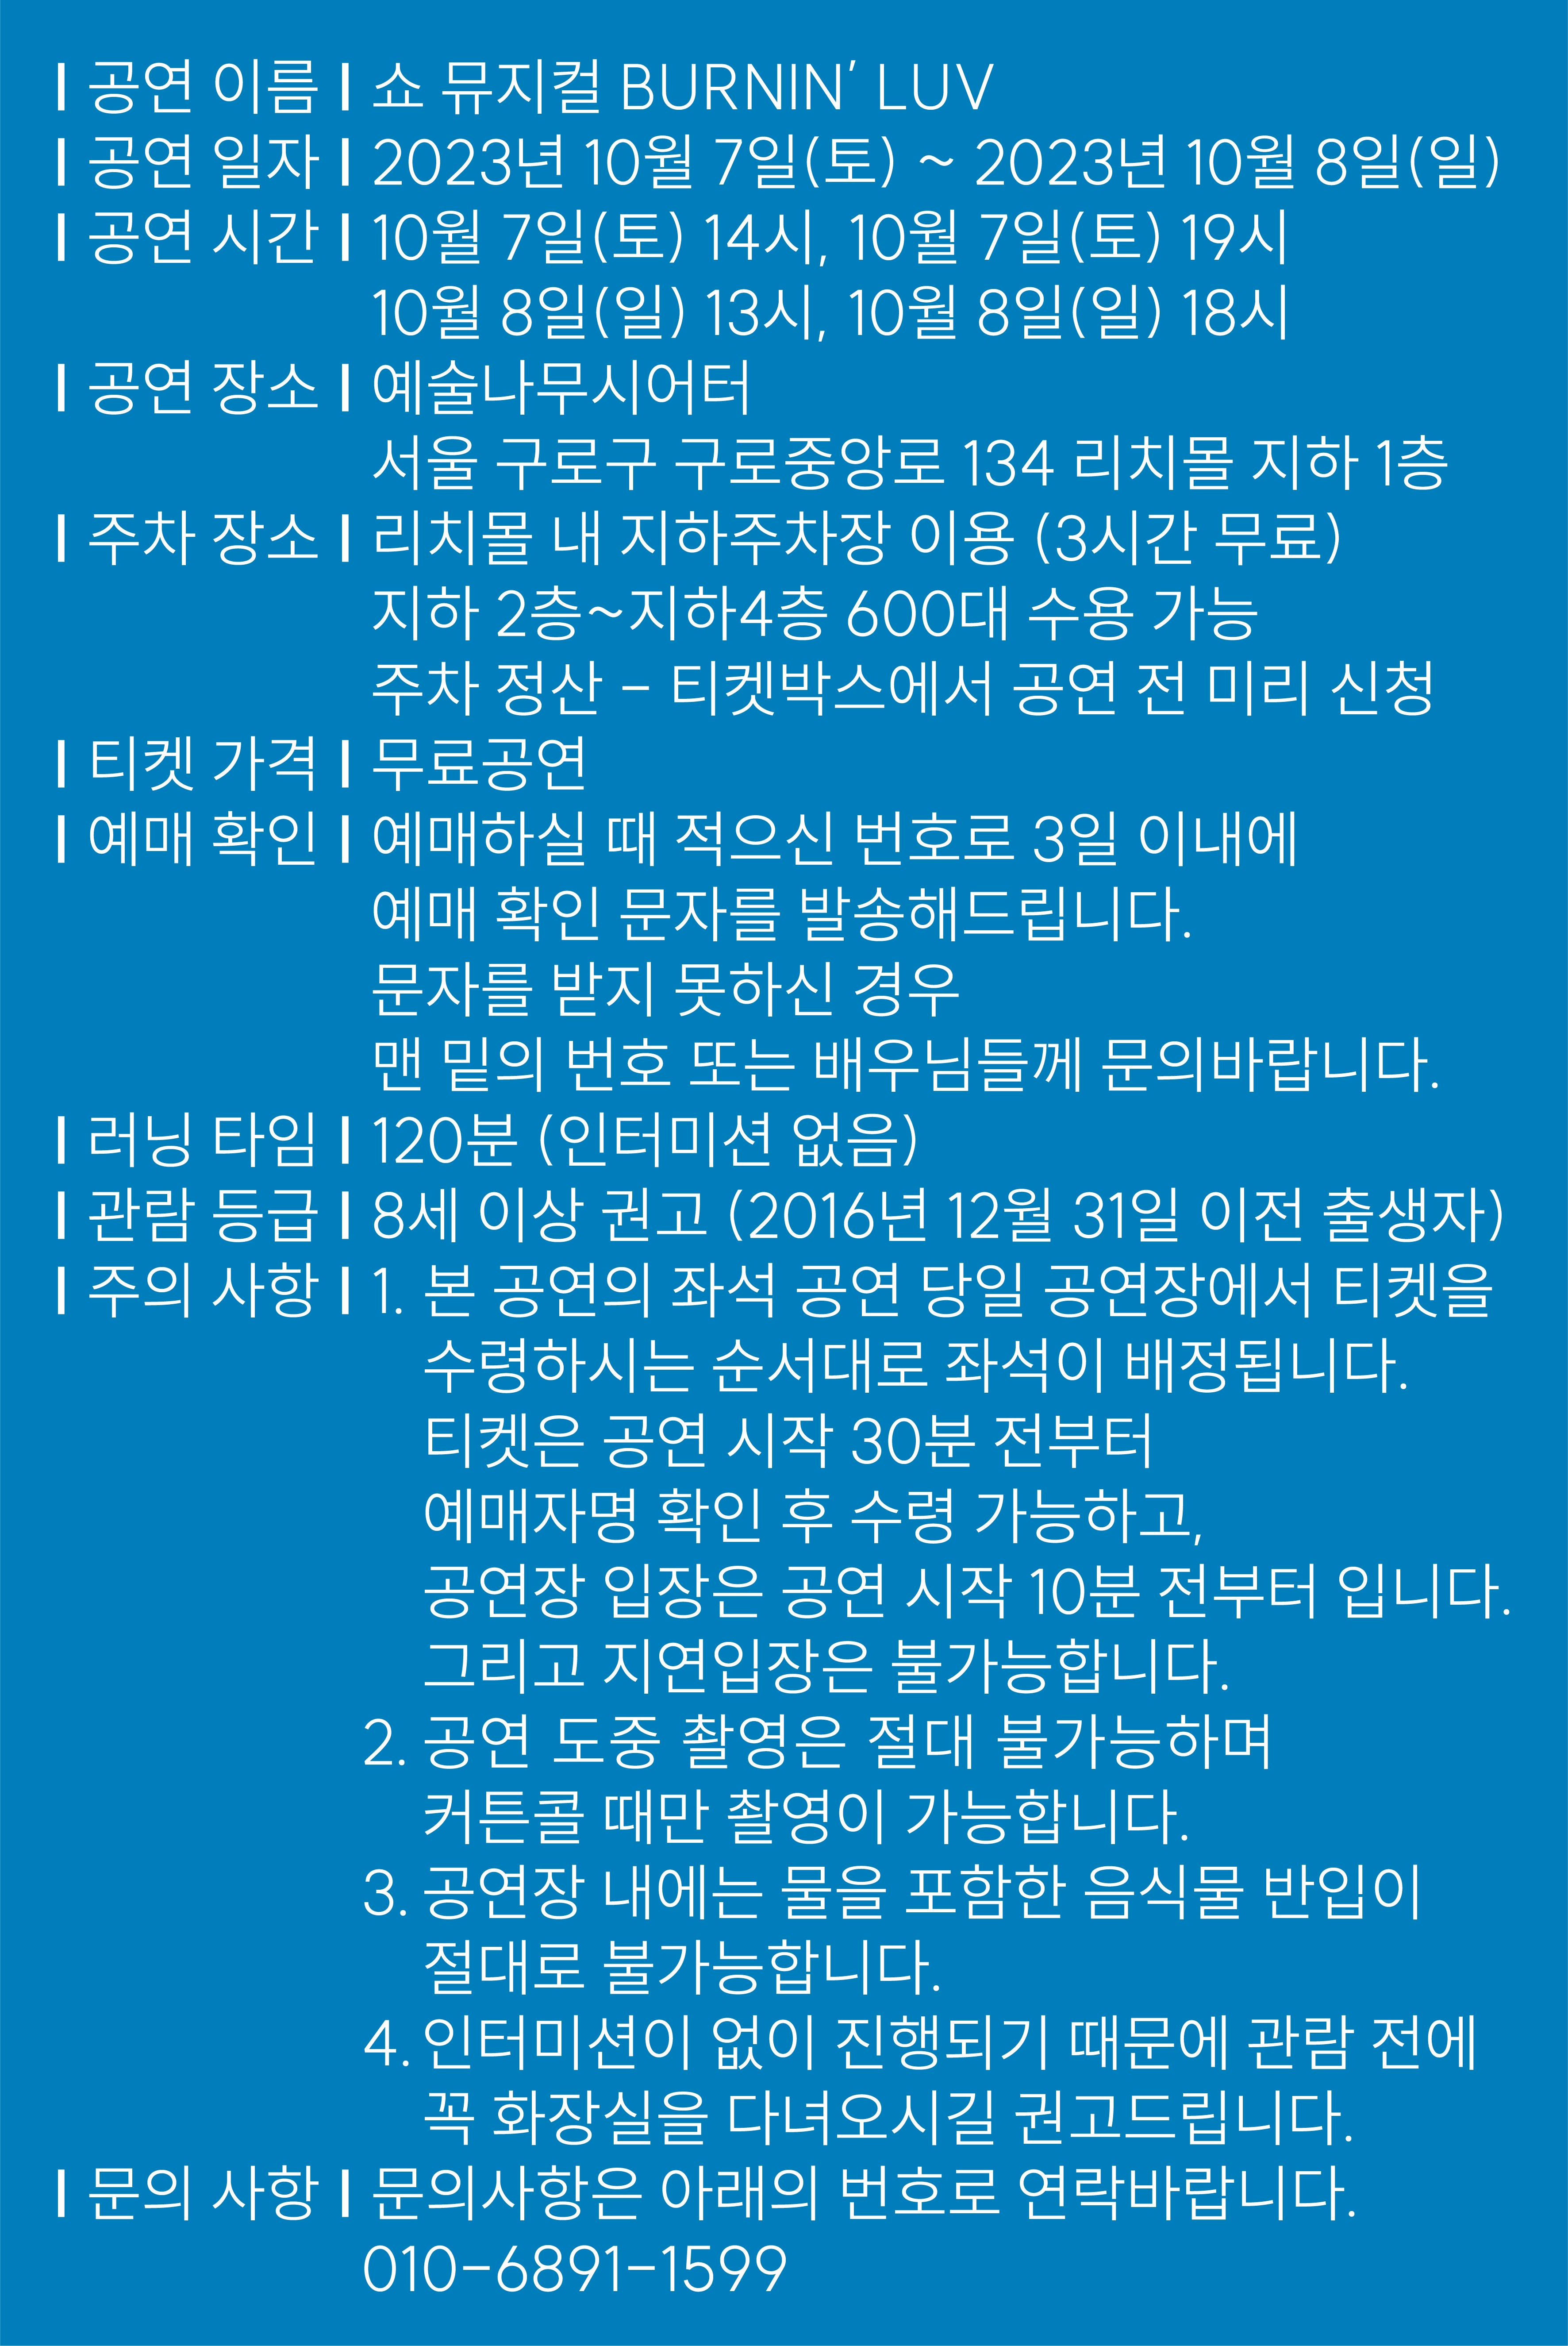 | 공연 이름 | 쇼 뮤지컬 BURNIN’ LUV
| 공연 일자 | 2023년 10월 7일(토) ~ 2023년 10월 8일(일)
| 공연 시간 | 10월 7일(토) 14시, 10월 7일(토) 19시
10월 8일(일) 13시, 10월 8일(일) 18시
| 공연 장소 | 예술나무시어터
서울 구로구 구로중앙로 134 리치몰 지하 1층
| 주차 장소 | 리치몰 내 지하주차장 이용 (3시간 무료)
지하 2층~지하4층 600대 수용 가능
주차 정산 - 티켓박스에서 공연 전 미리 신청
| 티켓 가격 | 무료공연
| 예매 확인 | 예매하실 때 적으신 번호로 3일 이내에
예매 확인 문자를 발송해드립니다.
문자를 받지 못하신 경우
맨 밑의 번호 또는 배우님들께 문의바랍니다.
| 러닝 타임 | 120분 (인터미션 없음)
| 관람 등급 | 8세 이상 권고 (2016년 12월 31일 이전 출생자)
| 주의 사항 | 1. 본 공연의 좌석 공연 당일 공연장에서 티켓을
수령하시는 순서대로 좌석이 배정됩니다.
티켓은 공연 시작 30분 전부터
예매자명 확인 후 수령 가능하고,
공연장 입장은 공연 시작 10분 전부터 입니다.
그리고 지연입장은 불가능합니다.
2. 공연 도중 촬영은 절대 불가능하며
커튼콜 때만 촬영이 가능합니다.
3. 공연장 내에는 물을 포함한 음식물 반입이
절대로 불가능합니다.
4. 인터미션이 없이 진행되기 때문에 관람 전에
꼭 화장실을 다녀오시길 권고드립니다.
| 문의 사항 | 문의사항은 아래의 번호로 연락바랍니다.
010-6891-1599